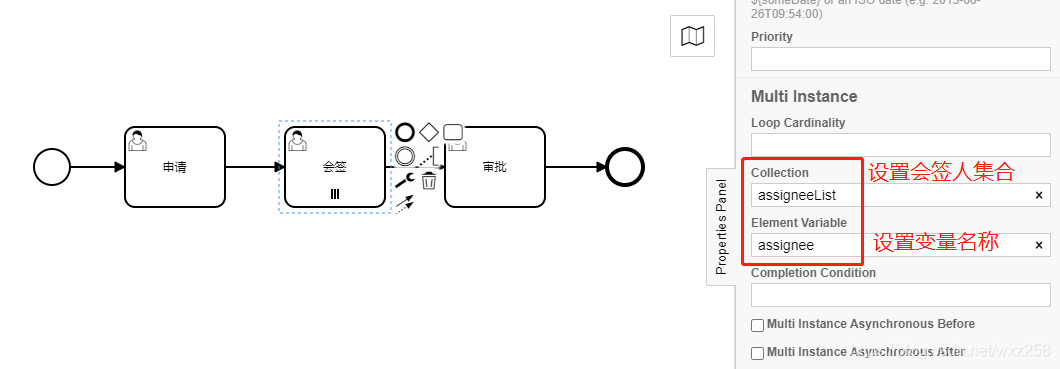 ${someDate} or an ISO date (e.g. 2015-06-
26T09:54:00)
Priority
Multi Instance
Loop Cardinality
Collection
设置会签人集合
assigneeList
×
Element Variable
设置变量名称
assignee
×
Completion Condition
Multi Instance Asynchronous Before
Multi Instance Asynchronous After
Properties Panel
申请
会签
审批